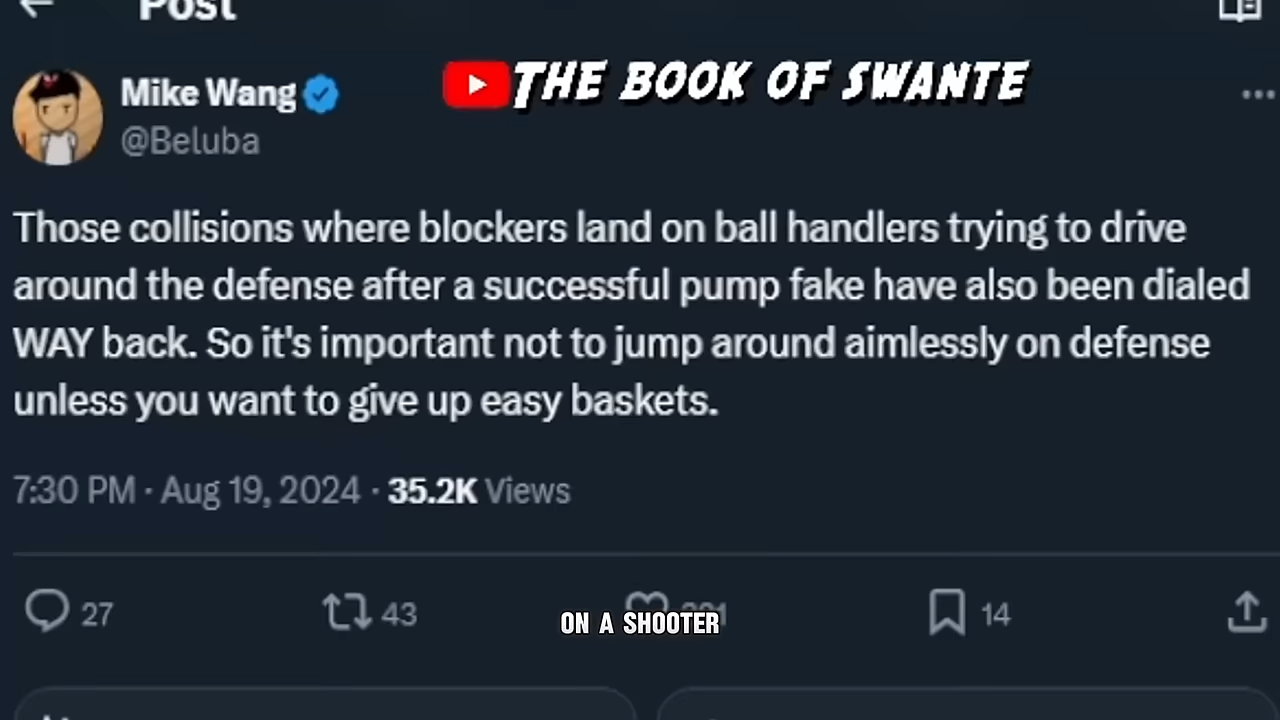 Post
Mike Wang
THE BOOK OF SWANTE
@Beluba
Those collisions where blockers land on ball handlers trying to drive
around the defense after a successful pump fake have also been dialed
WAY back. So it's important not to jump around aimlessly on defense
unless you want to give up easy baskets.
7:30 PM · Aug 19, 2024 · 35.2K Views
27 43 14
ON A SHOOTER